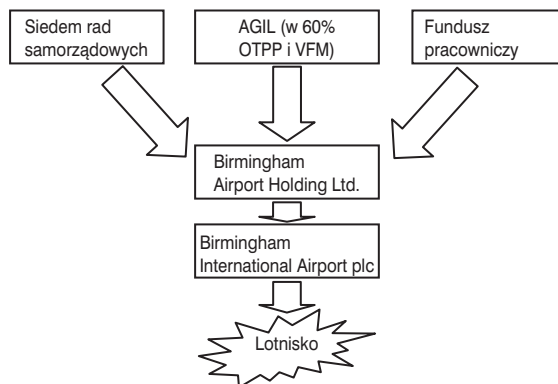 Siedem rad
samorządowych
AGIL (w 60%
OTPP i VFM)
Fundusz
pracowniczy
Birmingham
Airport Holding Ltd.
Birmingham
International Airport plc
Lotnisko